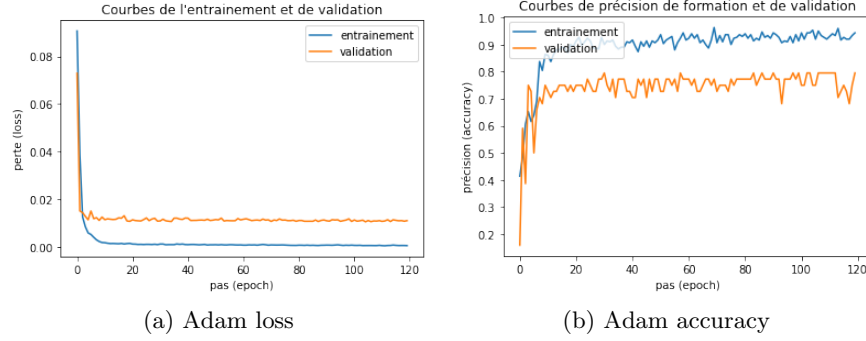 Courbes de l'entrainement et de validation
entrainement
validation
perte (loss)
0.08
0.06
0.04
0.02
0.00
0
20
40
60
80
100
120
pas (epoch)
(a) Adam loss
Courbes de précision de formation et de validation
entrainement
validation
précision (accuracy)
1.0
0.9
0.8
0.7
0.6
0.5
0.4
0.3
0.2
0
20
40
60
80
100
120
pas (epoch)
(b) Adam accuracy